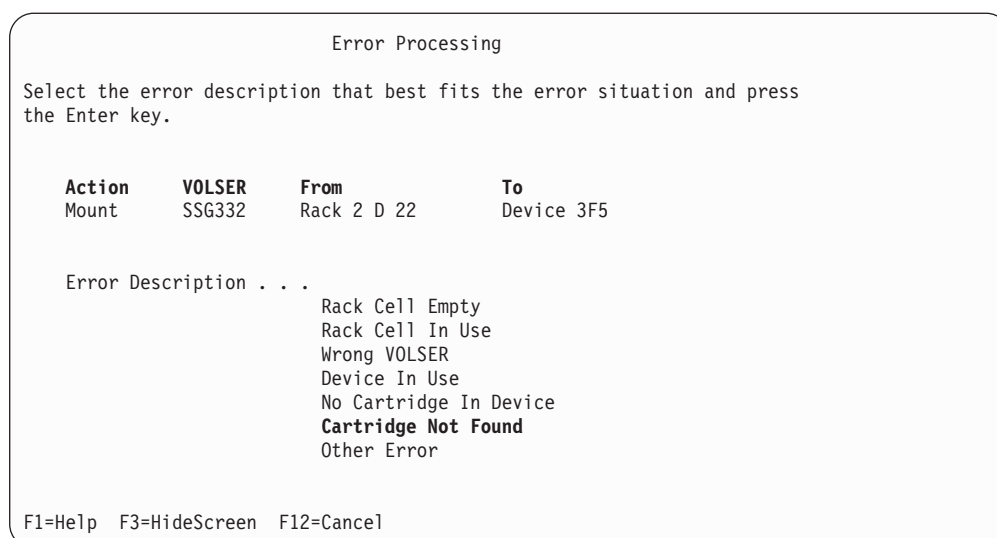 Error Processing
Select the error description that best fits the error situation and press
the Enter key.
Action VOLSER From To
Mount SSG332 Rack 2 D 22 Device 3F5
Error Description . . .
Rack Cell Empty
Rack Cell In Use
Wrong VOLSER
Device In Use
No Cartridge In Device
Cartridge Not Found
Other Error
F1=Help F3=HideScreen F12=Cancel